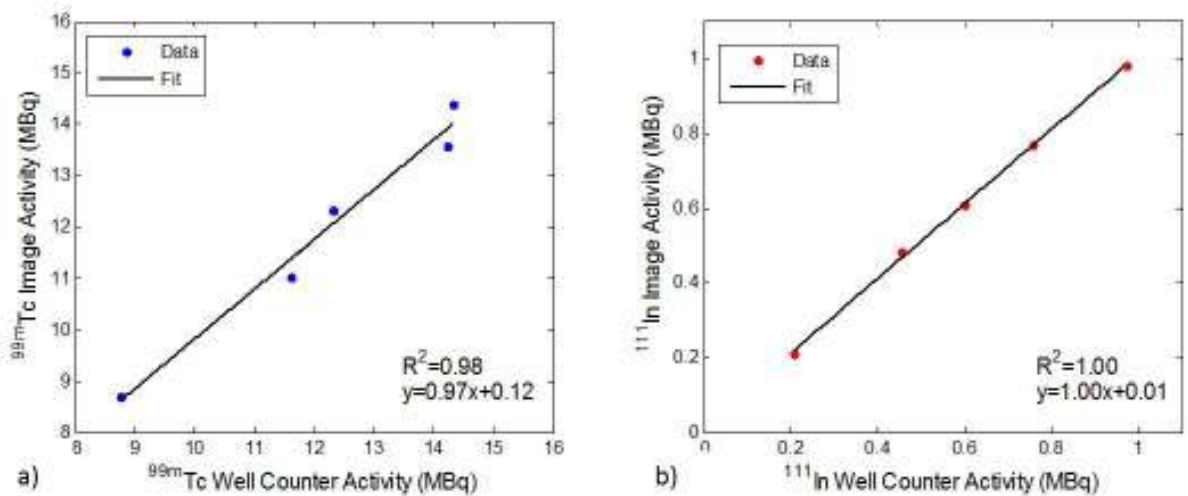 16
15
14
13
12
11
10
9
8
Data
Fit
R²=0.98
y=0.97x+0.12
8 9 10 11 12 13 14 15 16
⁹⁹ᵐTc Image Activity (MBq)
⁹⁹ᵐTc Well Counter Activity (MBq)
a)
1
0.8
0.6
0.4
0.2
0
Data
Fit
R²=1.00
y=1.00x+0.01
0 0.2 0.4 0.6 0.8 1
¹¹¹In Image Activity (MBq)
¹¹¹In Well Counter Activity (MBq)
b)